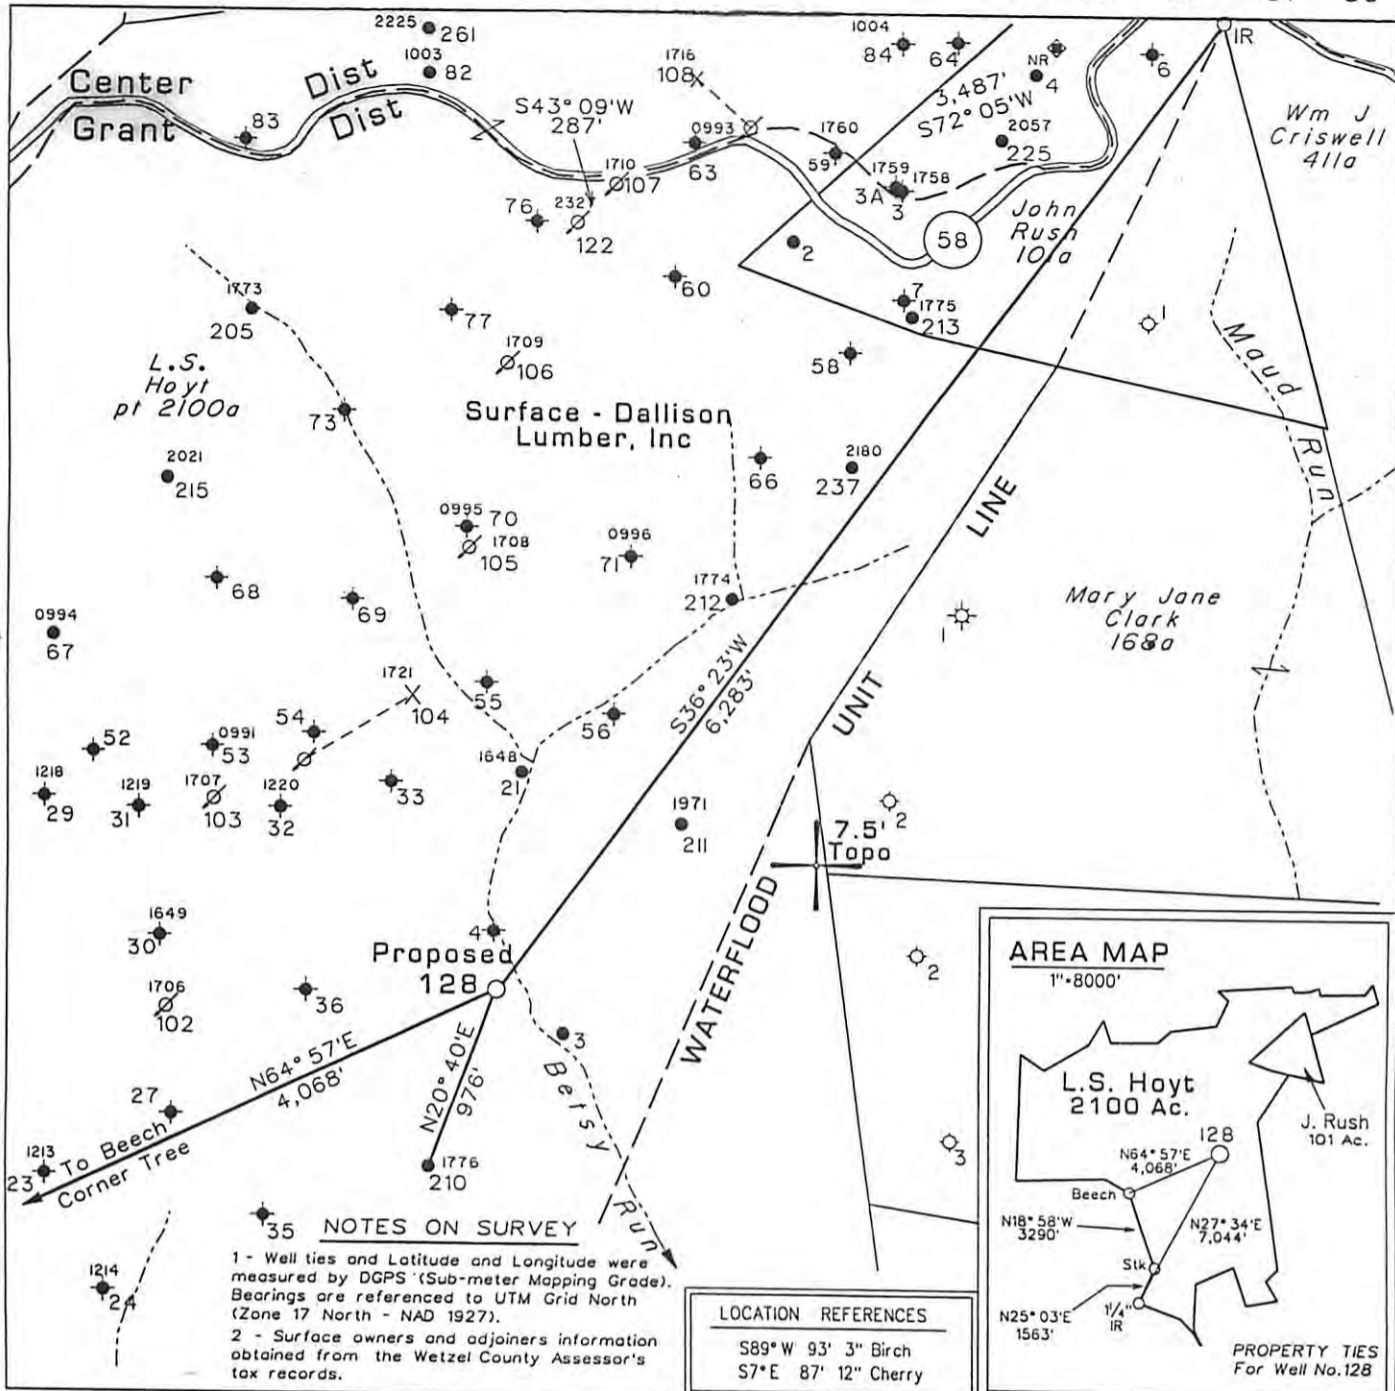 2225
261
1003
82
Center
Dist
Grant
Dist
83
1716
108
S43° 09'W
287'
0993
63
1710
107
232
122
76
1004
84
64
NR
4
6
IR
3,487'
S72° 05'W
2057
225
1760
59
1759
3A
1758
3
58
John
Rush
101a
Wm J
Criswell
411a
2
60
7
1775
213
58
1
Maud
Run
1773
205
77
1709
106
L.S.
Hoyt
pt 2100a
73
Surface - Dallison
Lumber, Inc
66
2180
237
2021
215
0995
70
1708
105
0996
71
68
69
1774
212
LINE
Mary Jane
Clark
168a
1
0994
67
1721
104
55
56
S36° 23'W
6,283'
UNIT
52
0991
53
54
1648
21
33
1218
29
1219
31
1707
103
1220
32
1971
211
7.5'
Topo
2
1649
30
4
Proposed
128
WATERFLOOD
2
1706
102
36
3
N64° 57'E
4,068'
N20° 40'E
976'
Betsy
Run
27
1213
23
To Beech
Corner Tree
1776
210
3
35
1214
24
NOTES ON SURVEY
1 - Well ties and Latitude and Longitude were
measured by DGPS (Sub-meter Mapping Grade).
Bearings are referenced to UTM Grid North
(Zone 17 North - NAD 1927).
2 - Surface owners and adjoiners information
obtained from the Wetzel County Assessor's
tax records.
LOCATION REFERENCES
S89° W 93' 3" Birch
S7° E 87' 12" Cherry
AREA MAP
1"=8000'
L.S. Hoyt
2100 Ac.
J. Rush
101 Ac.
128
N64° 57'E
4,068'
Beech
N18° 58'W
3290'
N27° 34'E
7,044'
Stk
N25° 03'E
1563'
1¼"
IR
PROPERTY TIES
For Well No.128